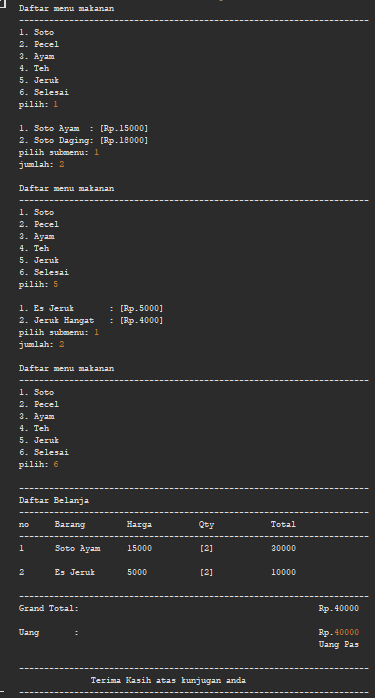 Daftar menu makanan
----------------------------------------------------------------------
1. Soto
2. Pecel
3. Ayam
4. Teh
5. Jeruk
6. Selesai
pilih: 1
1. Soto Ayam  : [Rp.15000]
2. Soto Daging: [Rp.18000]
pilih submenu: 1
jumlah: 2
Daftar menu makanan
----------------------------------------------------------------------
1. Soto
2. Pecel
3. Ayam
4. Teh
5. Jeruk
6. Selesai
pilih: 5
1. Es Jeruk       : [Rp.5000]
2. Jeruk Hangat   : [Rp.4000]
pilih submenu: 1
jumlah: 2
Daftar menu makanan
----------------------------------------------------------------------
1. Soto
2. Pecel
3. Ayam
4. Teh
5. Jeruk
6. Selesai
pilih: 6
----------------------------------------------------------------------
Daftar Belanja
----------------------------------------------------------------------
no     Barang        Harga         Qty           Total
----------------------------------------------------------------------
1      Soto Ayam     15000         [2]           30000
2      Es Jeruk      5000          [2]           10000
----------------------------------------------------------------------
Grand Total:                                                Rp.40000
Uang       :                                                Rp.40000
Uang Pas
----------------------------------------------------------------------
Terima Kasih atas kunjungan anda
----------------------------------------------------------------------